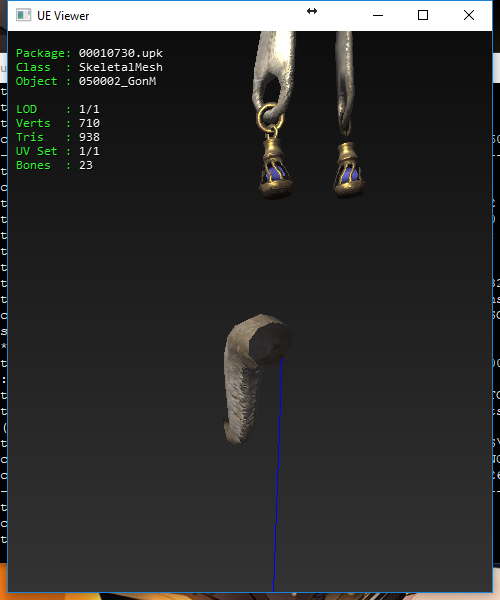 UE Viewer
Package: 00010730.upk
Class  : SkeletalMesh
Object : 050002_GonM
LOD    : 1/1
Verts  : 710
Tris   : 938
UV Set : 1/1
Bones  : 23